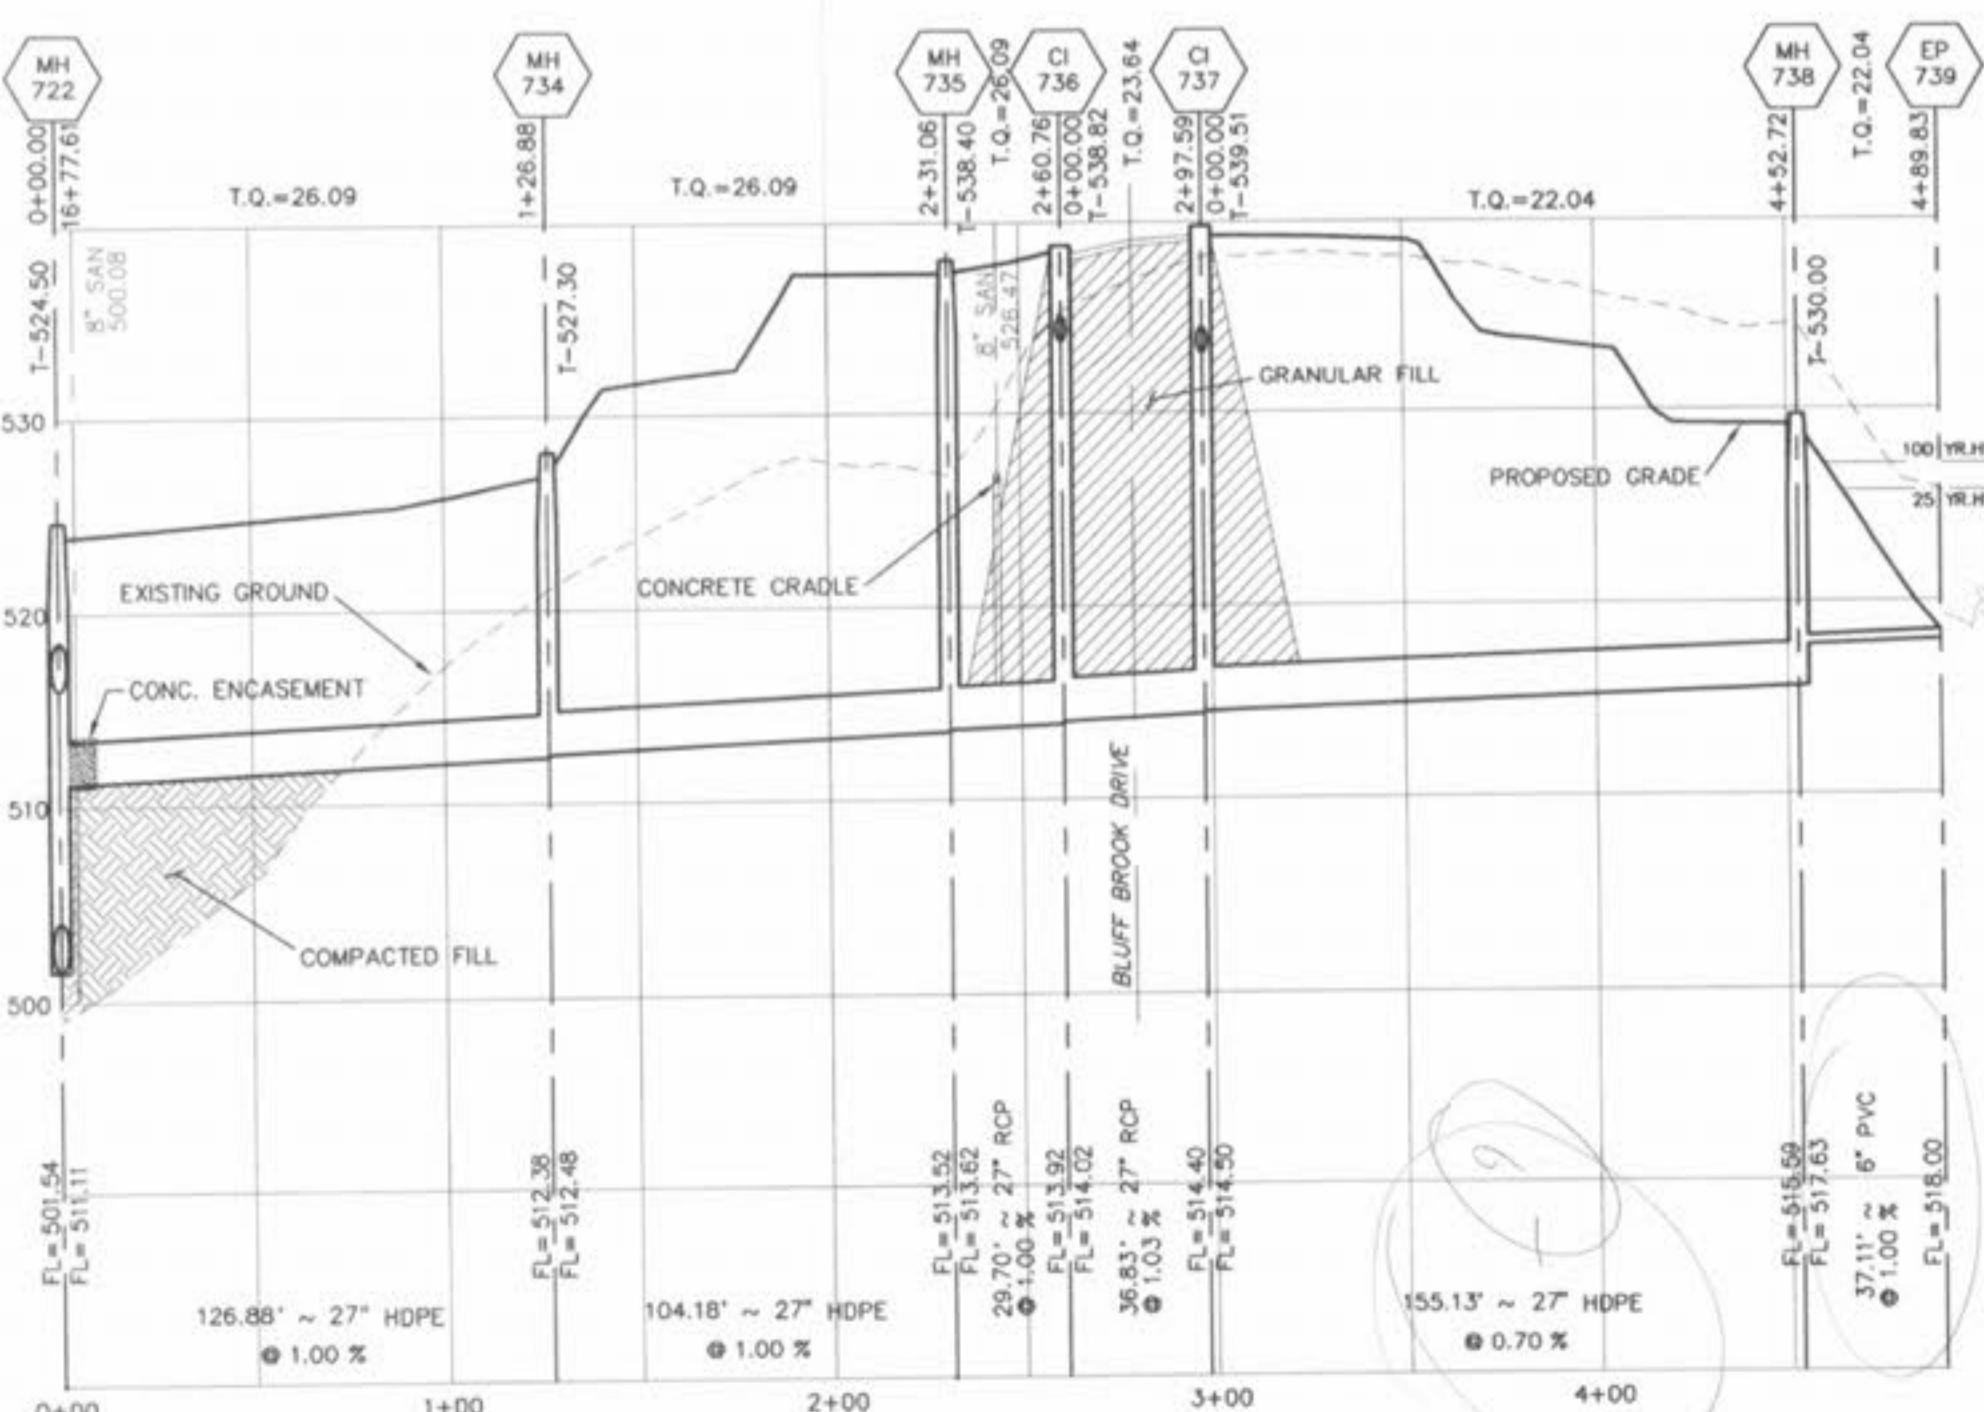 MH
722
MH
734
MH
735
CI
736
CI
737
MH
738
EP
739
0+00.00
16+77.61
T.Q.=26.09
1+26.88
T.Q.=26.09
2+31.06
T-538.40
T.Q.=26.09
2+60.76
0+00.00
T-538.82
T.Q.=23.64
2+97.59
0+00.00
T-539.51
T.Q.=22.04
4+52.72
T.Q.=22.04
4+89.83
T-524.50
8" SAN
500.08
T-527.30
8" SAN
526.47
T-530.00
GRANULAR FILL
530
100 YR.H
PROPOSED GRADE
25 YR.H
EXISTING GROUND
CONCRETE CRADLE
520
CONC. ENCASEMENT
510
BLUFF BROOK DRIVE
COMPACTED FILL
500
FL= 501.54
FL= 511.11
FL= 512.38
FL= 512.48
FL= 513.52
FL= 513.62
29.70' ~ 27" RCP
@ 1.00 %
FL= 513.92
FL= 514.02
36.83' ~ 27" RCP
@ 1.03 %
FL= 514.40
FL= 514.50
FL= 515.59
FL= 517.63
37.11' ~ 6" PVC
@ 1.00 %
FL= 518.00
126.88' ~ 27" HDPE
@ 1.00 %
104.18' ~ 27" HDPE
@ 1.00 %
155.13' ~ 27" HDPE
@ 0.70 %
0+00
1+00
2+00
3+00
4+00